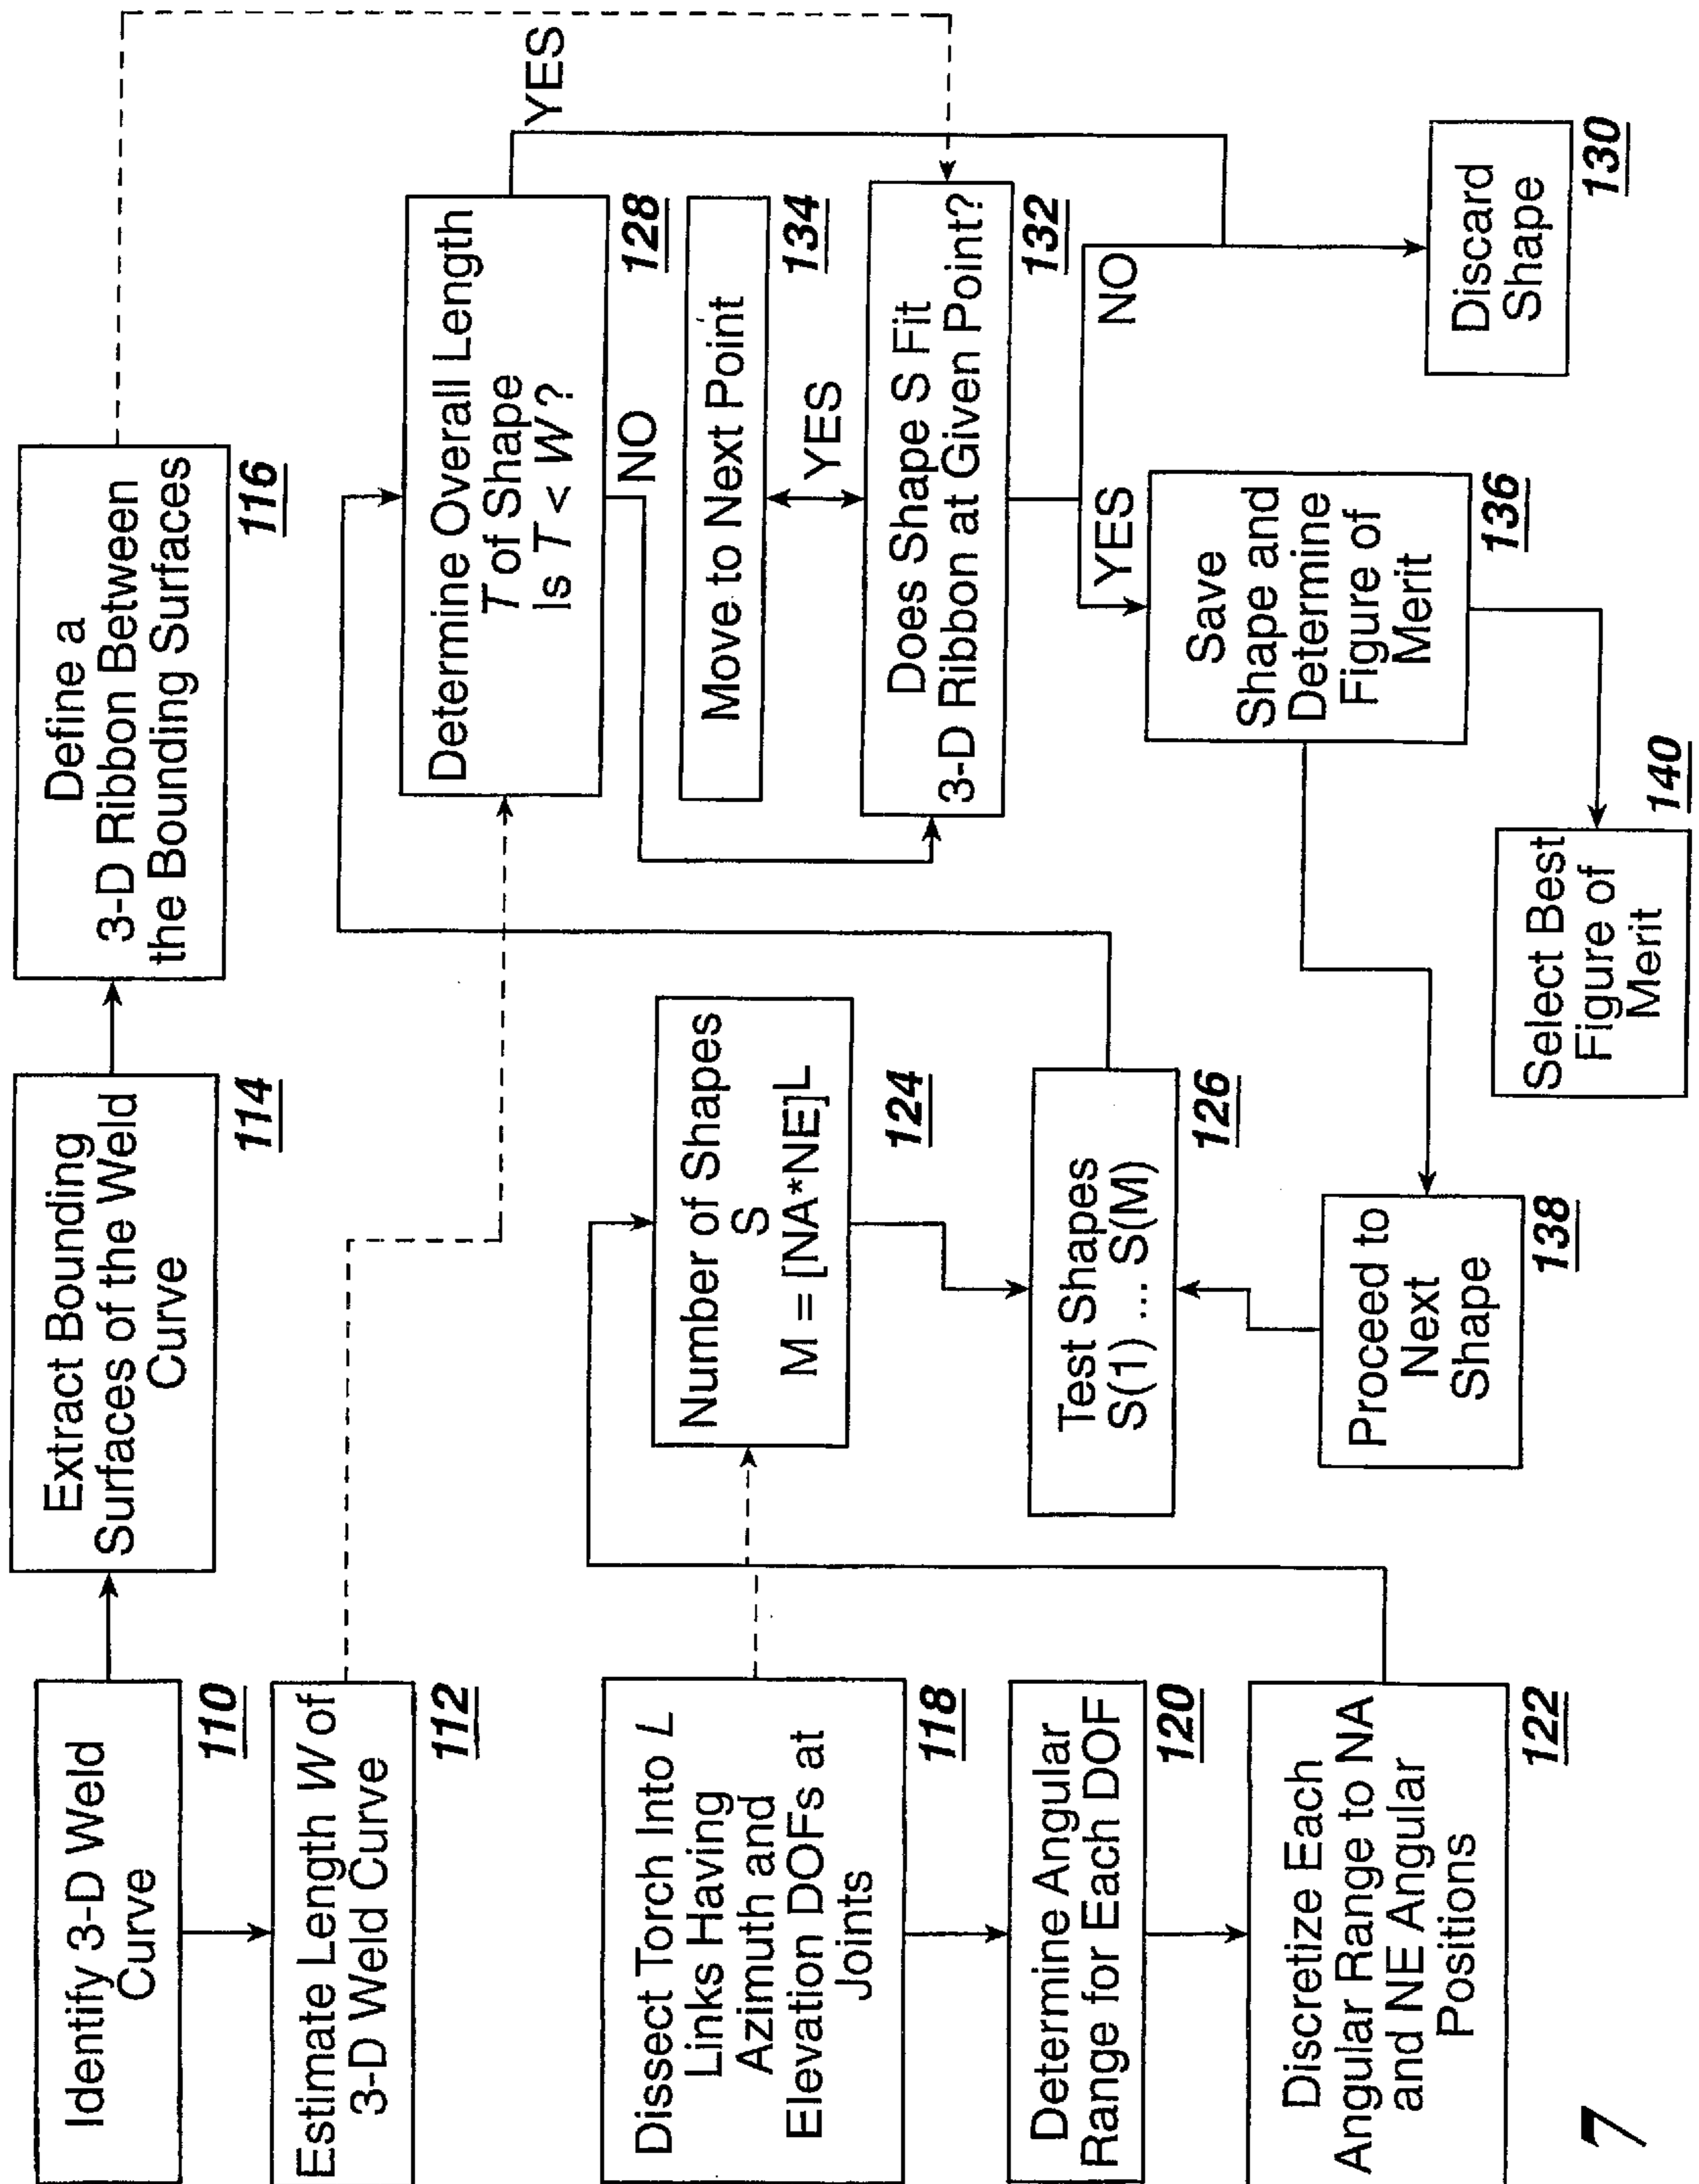 Identify 3-D Weld
Curve
110
Estimate Length W of
3-D Weld Curve
112
Extract Bounding
Surfaces of the Weld
Curve
114
Define a
3-D Ribbon Between
the Bounding Surfaces
116
Dissect Torch Into L
Links Having
Azimuth and
Elevation DOFs at
Joints
118
Determine Angular
Range for Each DOF
120
Discretize Each
Angular Range to NA
and NE Angular
Positions
122
Number of Shapes
S
M = [NA*NE]L
124
Test Shapes
S(1) ... S(M)
126
Determine Overall Length
T of Shape
Is T < W?
128
YES
NO
Move to Next Point
134
YES
Does Shape S Fit
3-D Ribbon at Given Point?
132
NO
YES
Discard
Shape
130
Save
Shape and
Determine
Figure of
Merit
136
Proceed to
Next
Shape
138
Select Best
Figure of
Merit
140
7